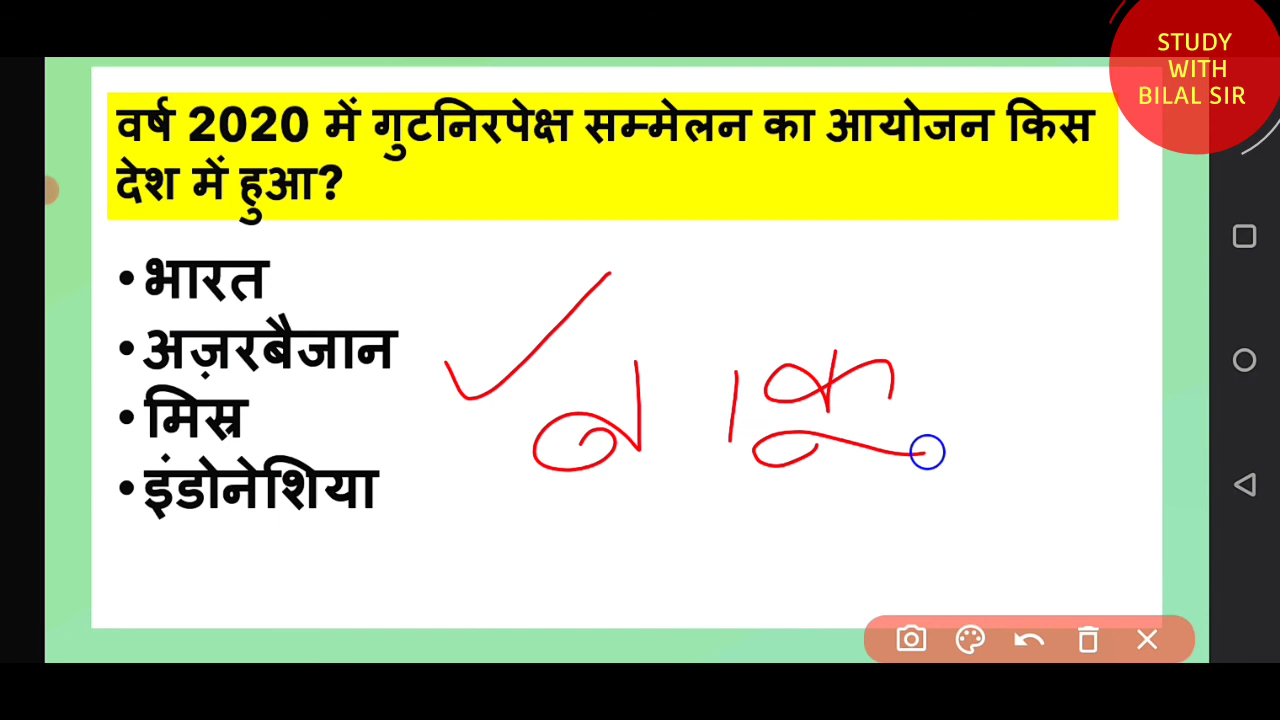 STUDY
WITH
BILAL SIR
वर्ष 2020 में गुटनिरपेक्ष सम्मेलन का आयोजन किस
देश में हुआ?
•भारत
•अज़रबैजान
•मिस्र
•इंडोनेशिया